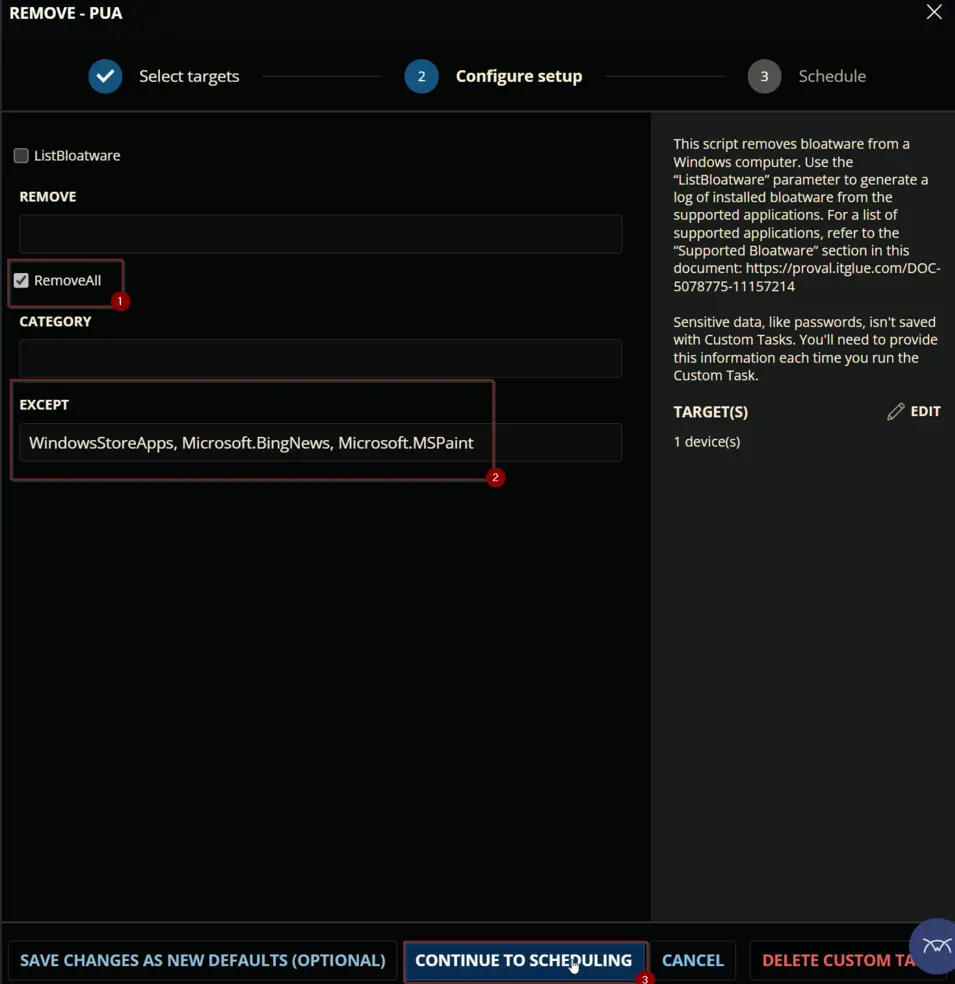 REMOVE - PUA
Select targets
2
Configure setup
3
Schedule
ListBloatware
REMOVE
RemoveAll
1
CATEGORY
EXCEPT
WindowsStoreApps, Microsoft.BingNews, Microsoft.MSPaint
2
This script removes bloatware from a
Windows computer. Use the
“ListBloatware” parameter to generate a
log of installed bloatware from the
supported applications. For a list of
supported applications, refer to the
“Supported Bloatware” section in this
document: https://proval.itglue.com/DOC-
5078775-11157214
Sensitive data, like passwords, isn't saved
with Custom Tasks. You'll need to provide
this information each time you run the
Custom Task.
TARGET(S)
EDIT
1 device(s)
SAVE CHANGES AS NEW DEFAULTS (OPTIONAL)
CONTINUE TO SCHEDULING
3
CANCEL
DELETE CUSTOM TA